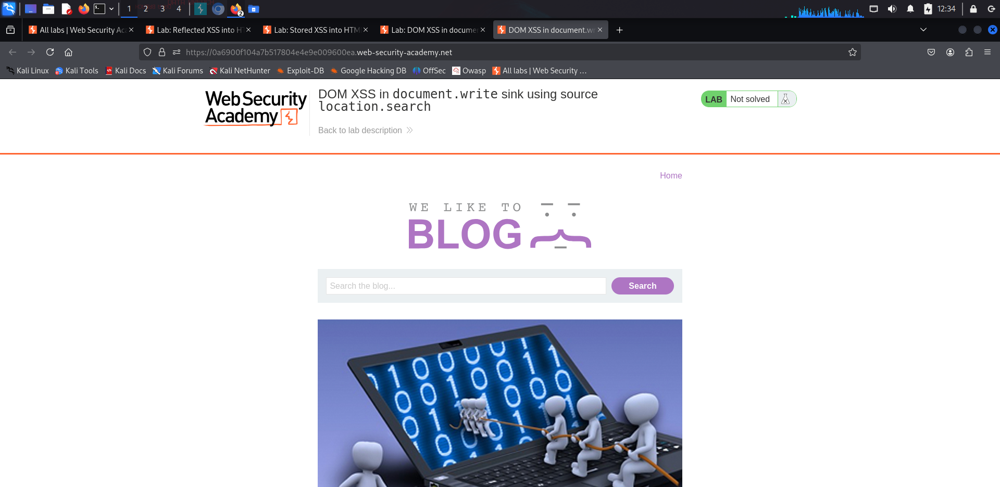 1 2 3 4 2 12:34
All labs | Web Security Ac
Lab: Reflected XSS into HT
Lab: Stored XSS into HTM
Lab: DOM XSS in docume
DOM XSS in document.wr
https://0a6900f104a7b517804e4e9e009600ea.web-security-academy.net
Kali Linux Kali Tools Kali Docs Kali Forums Kali NetHunter Exploit-DB Google Hacking DB OffSec Owasp All labs | Web Security …
WebSecurity
Academy
DOM XSS in document.write sink using source
location.search
Back to lab description
LAB Not solved
Home
WE LIKE TO
BLOG
Search the blog...
Search